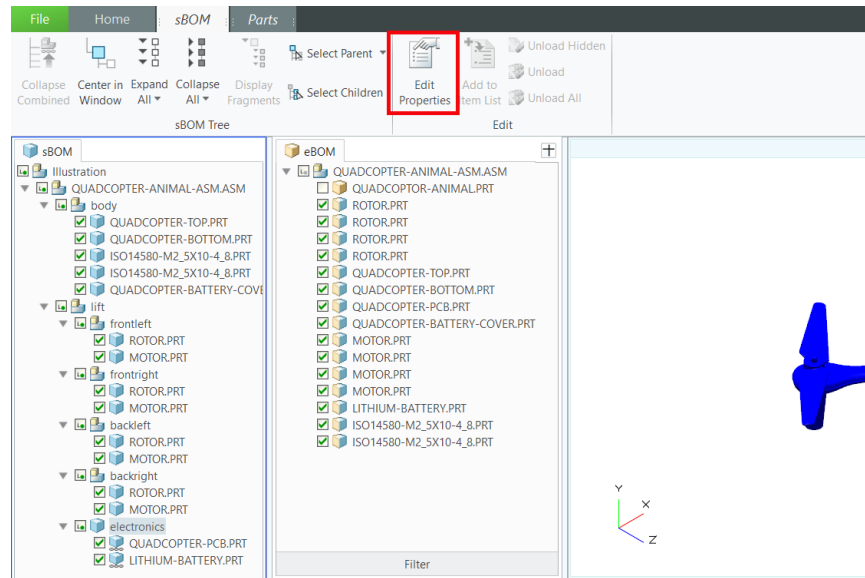 File Home sBOM Parts
Collapse Combined
Center in Window
Expand All
Collapse All
Display Fragments
Select Parent
Select Children
sBOM Tree
Edit Properties
Add to Item List
Unload Hidden
Unload
Unload All
Edit
sBOM
Illustration
QUADCOPTER-ANIMAL-ASM.ASM
body
QUADCOPTER-TOP.PRT
QUADCOPTER-BOTTOM.PRT
ISO14580-M2_5X10-4_8.PRT
ISO14580-M2_5X10-4_8.PRT
QUADCOPTER-BATTERY-COVE
lift
frontleft
ROTOR.PRT
MOTOR.PRT
frontright
ROTOR.PRT
MOTOR.PRT
backleft
ROTOR.PRT
MOTOR.PRT
backright
ROTOR.PRT
MOTOR.PRT
electronics
QUADCOPTER-PCB.PRT
LITHIUM-BATTERY.PRT
eBOM
QUADCOPTER-ANIMAL-ASM.ASM
QUADCOPTOR-ANIMAL.PRT
ROTOR.PRT
ROTOR.PRT
ROTOR.PRT
ROTOR.PRT
QUADCOPTER-TOP.PRT
QUADCOPTER-BOTTOM.PRT
QUADCOPTER-PCB.PRT
QUADCOPTER-BATTERY-COVER.PRT
MOTOR.PRT
MOTOR.PRT
MOTOR.PRT
MOTOR.PRT
LITHIUM-BATTERY.PRT
ISO14580-M2_5X10-4_8.PRT
ISO14580-M2_5X10-4_8.PRT
Filter
Y
X
Z